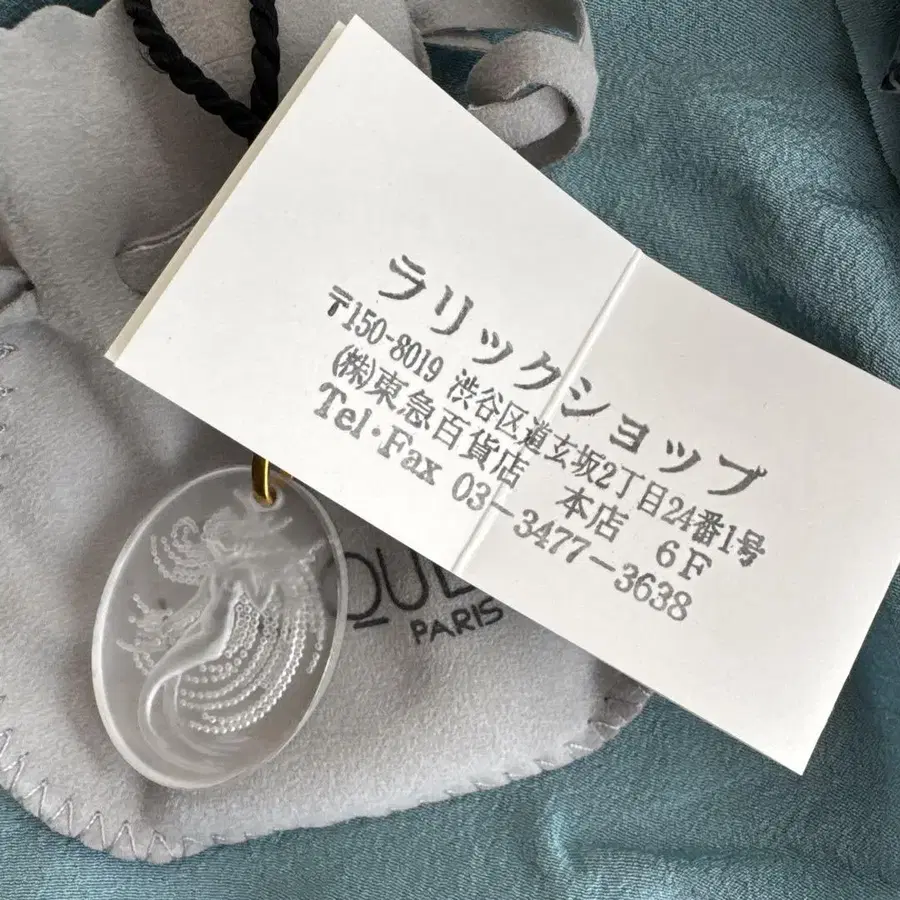 ラリックショップ
〒150-8019 渋谷区道玄坂2丁目24番1号
(株)東急百貨店 本店 6F
Tel・Fax 03-3477-3638
PARIS